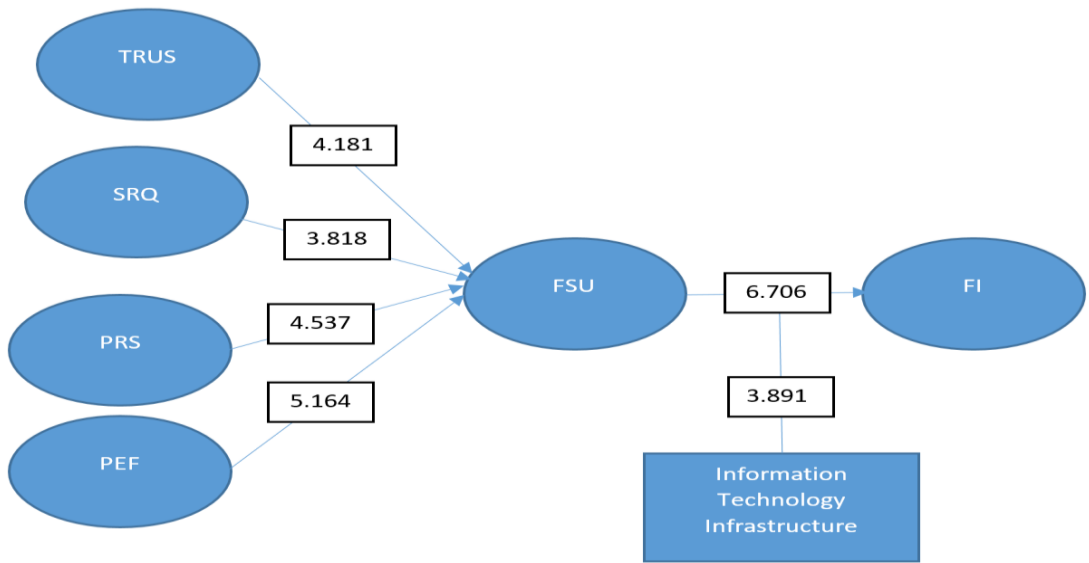 TRUS
4.181
SRQ
3.818
FSU
6.706
FI
PRS
4.537
5.164
3.891
PEF
Information
Technology
Infrastructure